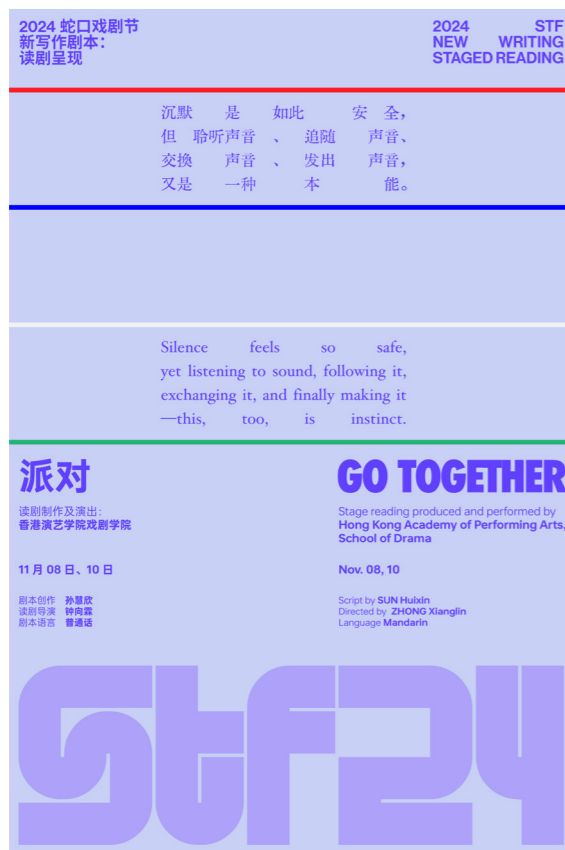 2024 蛇口戏剧节
新写作剧本：
读剧呈现
2024 STF
NEW WRITING
STAGED READING
沉默 是 如此 安 全，
但 聆听声音 、 追随 声音、
交换 声音 、 发出 声音，
又是 一种 本 能。
Silence feels so safe,
yet listening to sound, following it,
exchanging it, and finally making it
—this, too, is instinct.
派对
读剧制作及演出：
香港演艺学院戏剧学院
11 月 08 日、10 日
剧本创作 孙慧欣
读剧导演 钟向霖
剧本语言 普通话
GO TOGETHER
Stage reading produced and performed by
Hong Kong Academy of Performing Arts,
School of Drama
Nov. 08, 10
Script by SUN Huixin
Directed by ZHONG Xianglin
Language Mandarin
Stf24